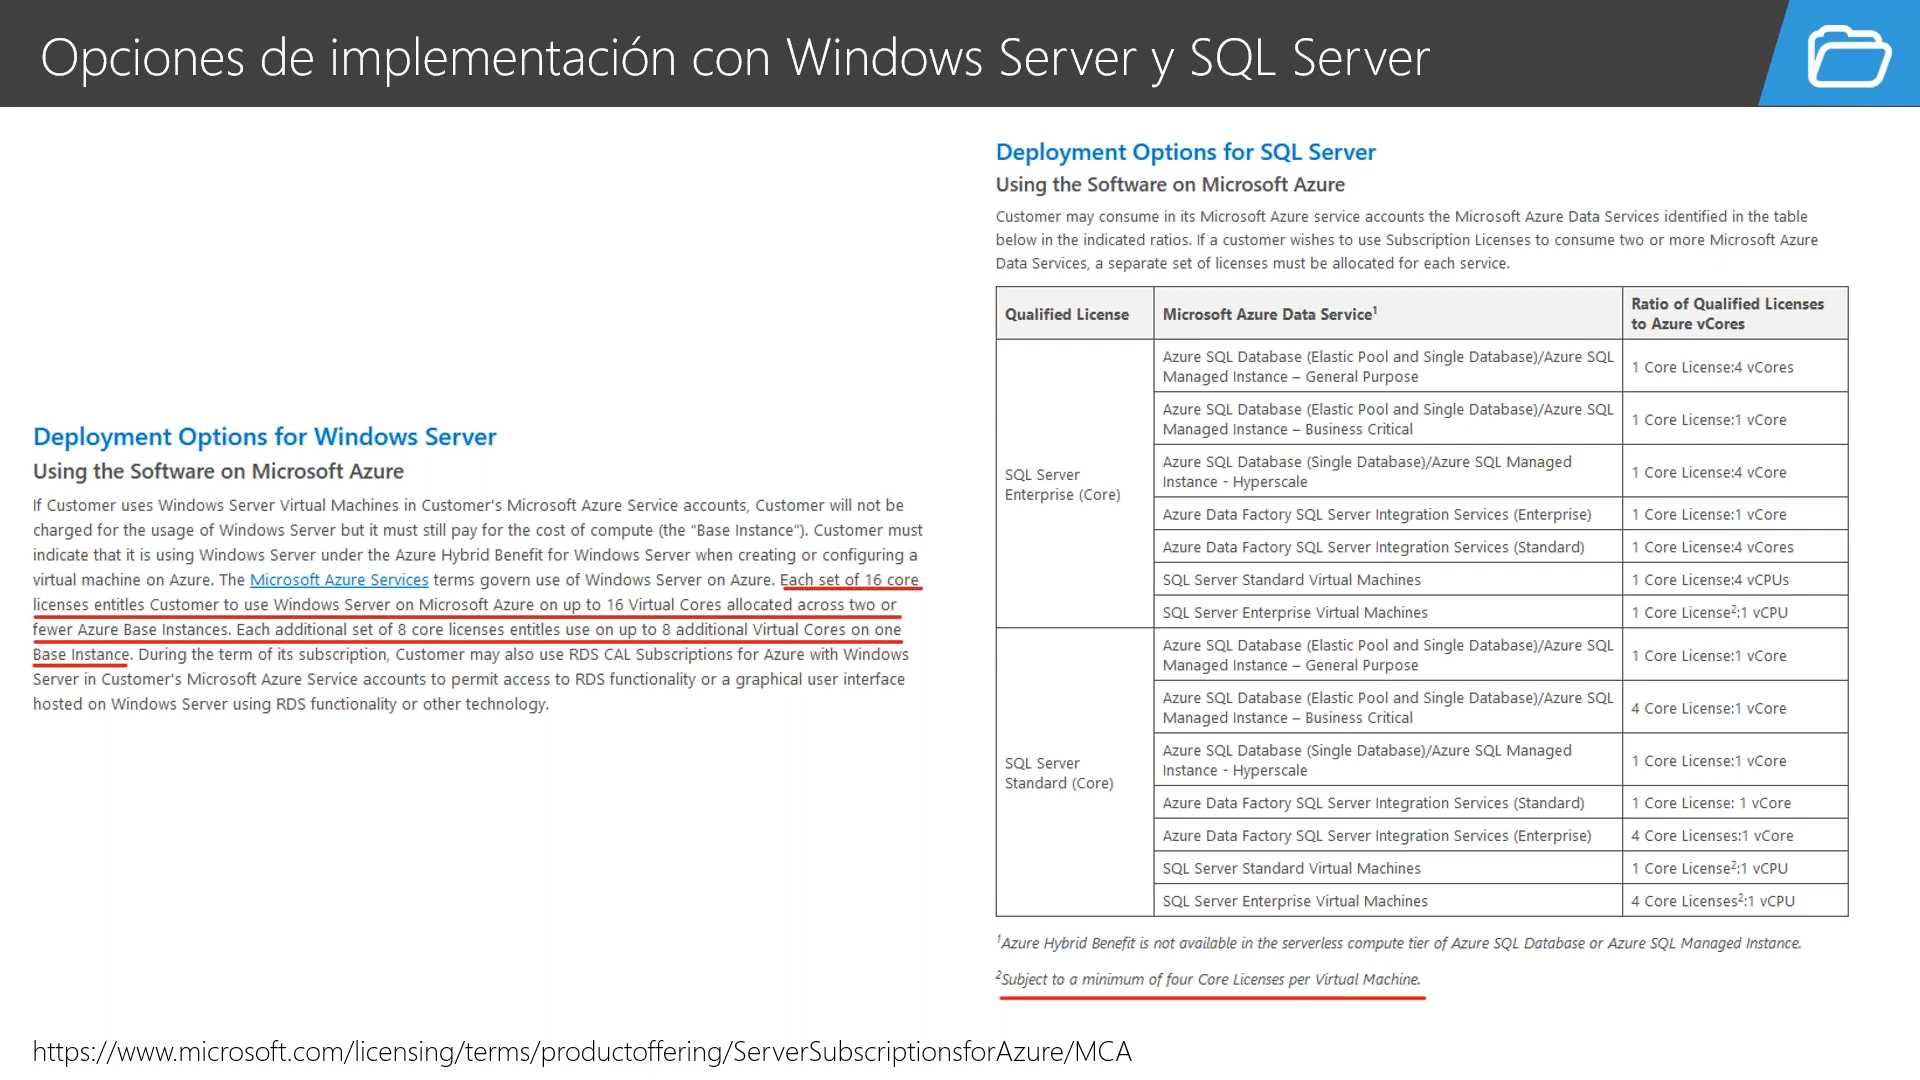 Opciones de implementación con Windows Server y SQL Server
Deployment Options for Windows Server
Using the Software on Microsoft Azure
If Customer uses Windows Server Virtual Machines in Customer's Microsoft Azure Service accounts, Customer will not be
charged for the usage of Windows Server but it must still pay for the cost of compute (the “Base Instance”). Customer must
indicate that it is using Windows Server under the Azure Hybrid Benefit for Windows Server when creating or configuring a
virtual machine on Azure. The Microsoft Azure Services terms govern use of Windows Server on Azure. Each set of 16 core
licenses entitles Customer to use Windows Server on Microsoft Azure on up to 16 Virtual Cores allocated across two or
fewer Azure Base Instances. Each additional set of 8 core licenses entitles use on up to 8 additional Virtual Cores on one
Base Instance. During the term of its subscription, Customer may also use RDS CAL Subscriptions for Azure with Windows
Server in Customer's Microsoft Azure Service accounts to permit access to RDS functionality or a graphical user interface
hosted on Windows Server using RDS functionality or other technology.
Deployment Options for SQL Server
Using the Software on Microsoft Azure
Customer may consume in its Microsoft Azure service accounts the Microsoft Azure Data Services identified in the table
below in the indicated ratios. If a customer wishes to use Subscription Licenses to consume two or more Microsoft Azure
Data Services, a separate set of licenses must be allocated for each service.
Qualified License
Microsoft Azure Data Service¹
Ratio of Qualified Licenses
to Azure vCores
SQL Server
Enterprise (Core)
Azure SQL Database (Elastic Pool and Single Database)/Azure SQL
Managed Instance – General Purpose
1 Core License:4 vCores
Azure SQL Database (Elastic Pool and Single Database)/Azure SQL
Managed Instance – Business Critical
1 Core License:1 vCore
Azure SQL Database (Single Database)/Azure SQL Managed
Instance - Hyperscale
1 Core License:4 vCore
Azure Data Factory SQL Server Integration Services (Enterprise)
1 Core License:1 vCore
Azure Data Factory SQL Server Integration Services (Standard)
1 Core License:4 vCores
SQL Server Standard Virtual Machines
1 Core License:4 vCPUs
SQL Server Enterprise Virtual Machines
1 Core License²:1 vCPU
SQL Server
Standard (Core)
Azure SQL Database (Elastic Pool and Single Database)/Azure SQL
Managed Instance – General Purpose
1 Core License:1 vCore
Azure SQL Database (Elastic Pool and Single Database)/Azure SQL
Managed Instance – Business Critical
4 Core License:1 vCore
Azure SQL Database (Single Database)/Azure SQL Managed
Instance - Hyperscale
1 Core License:1 vCore
Azure Data Factory SQL Server Integration Services (Standard)
1 Core License: 1 vCore
Azure Data Factory SQL Server Integration Services (Enterprise)
4 Core Licenses:1 vCore
SQL Server Standard Virtual Machines
1 Core License²:1 vCPU
SQL Server Enterprise Virtual Machines
4 Core Licenses²:1 vCPU
¹Azure Hybrid Benefit is not available in the serverless compute tier of Azure SQL Database or Azure SQL Managed Instance.
²Subject to a minimum of four Core Licenses per Virtual Machine.
https://www.microsoft.com/licensing/terms/productoffering/ServerSubscriptionsforAzure/MCA